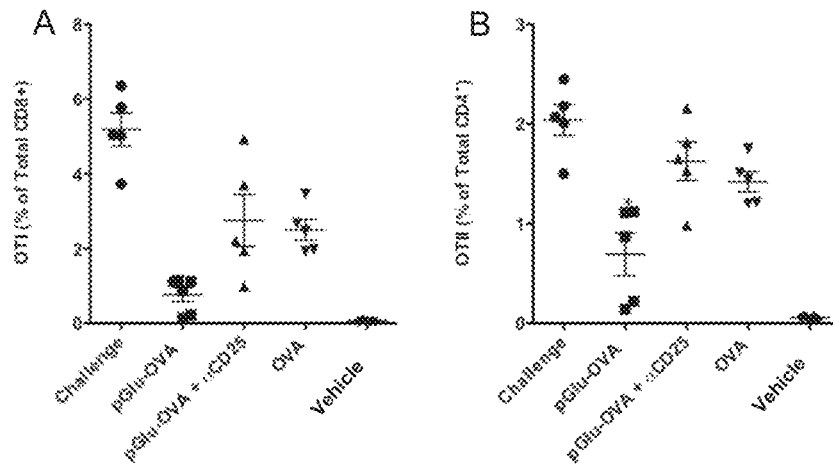 A
OTI (% of Total CD8+)
8
6
4
2
0
Challenge
pGlu-OVA
pGlu-OVA + αCD25
OVA
Vehicle
B
OTII (% of Total CD4+)
3
2
1
0
Challenge
pGlu-OVA
pGlu-OVA + αCD25
OVA
Vehicle